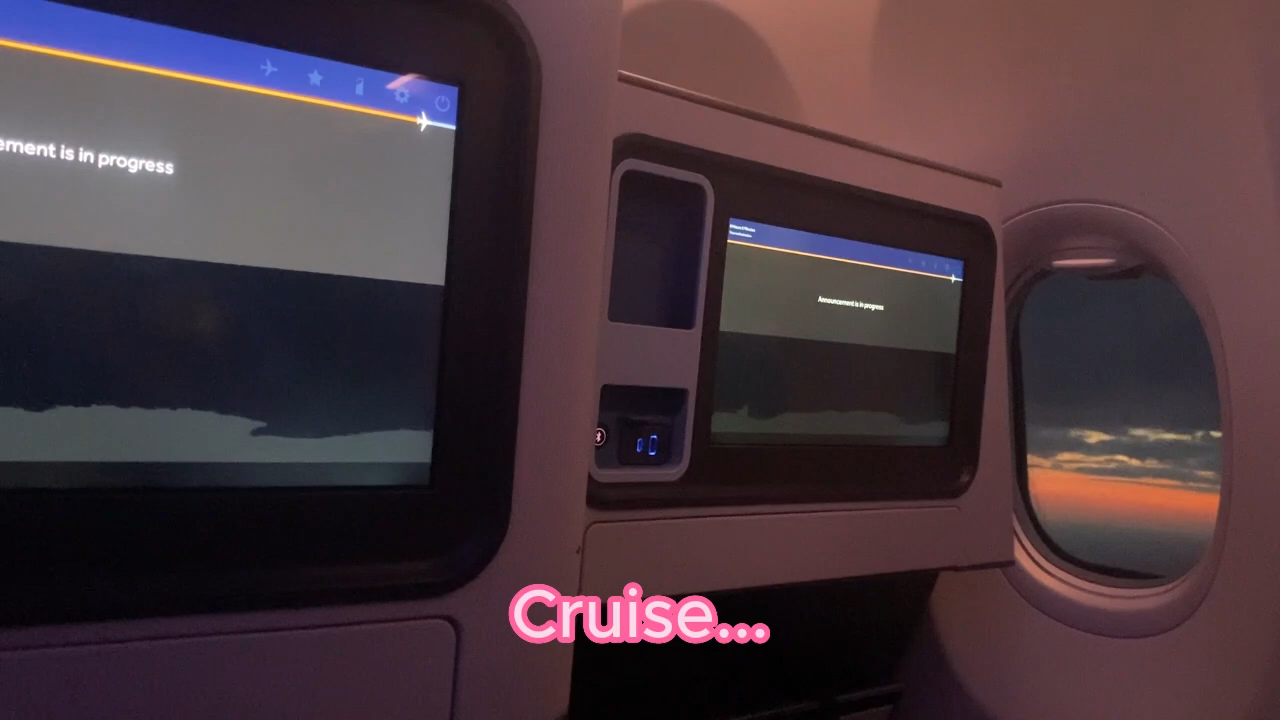 ement is in progress
Announcement is in progress
Cruise...